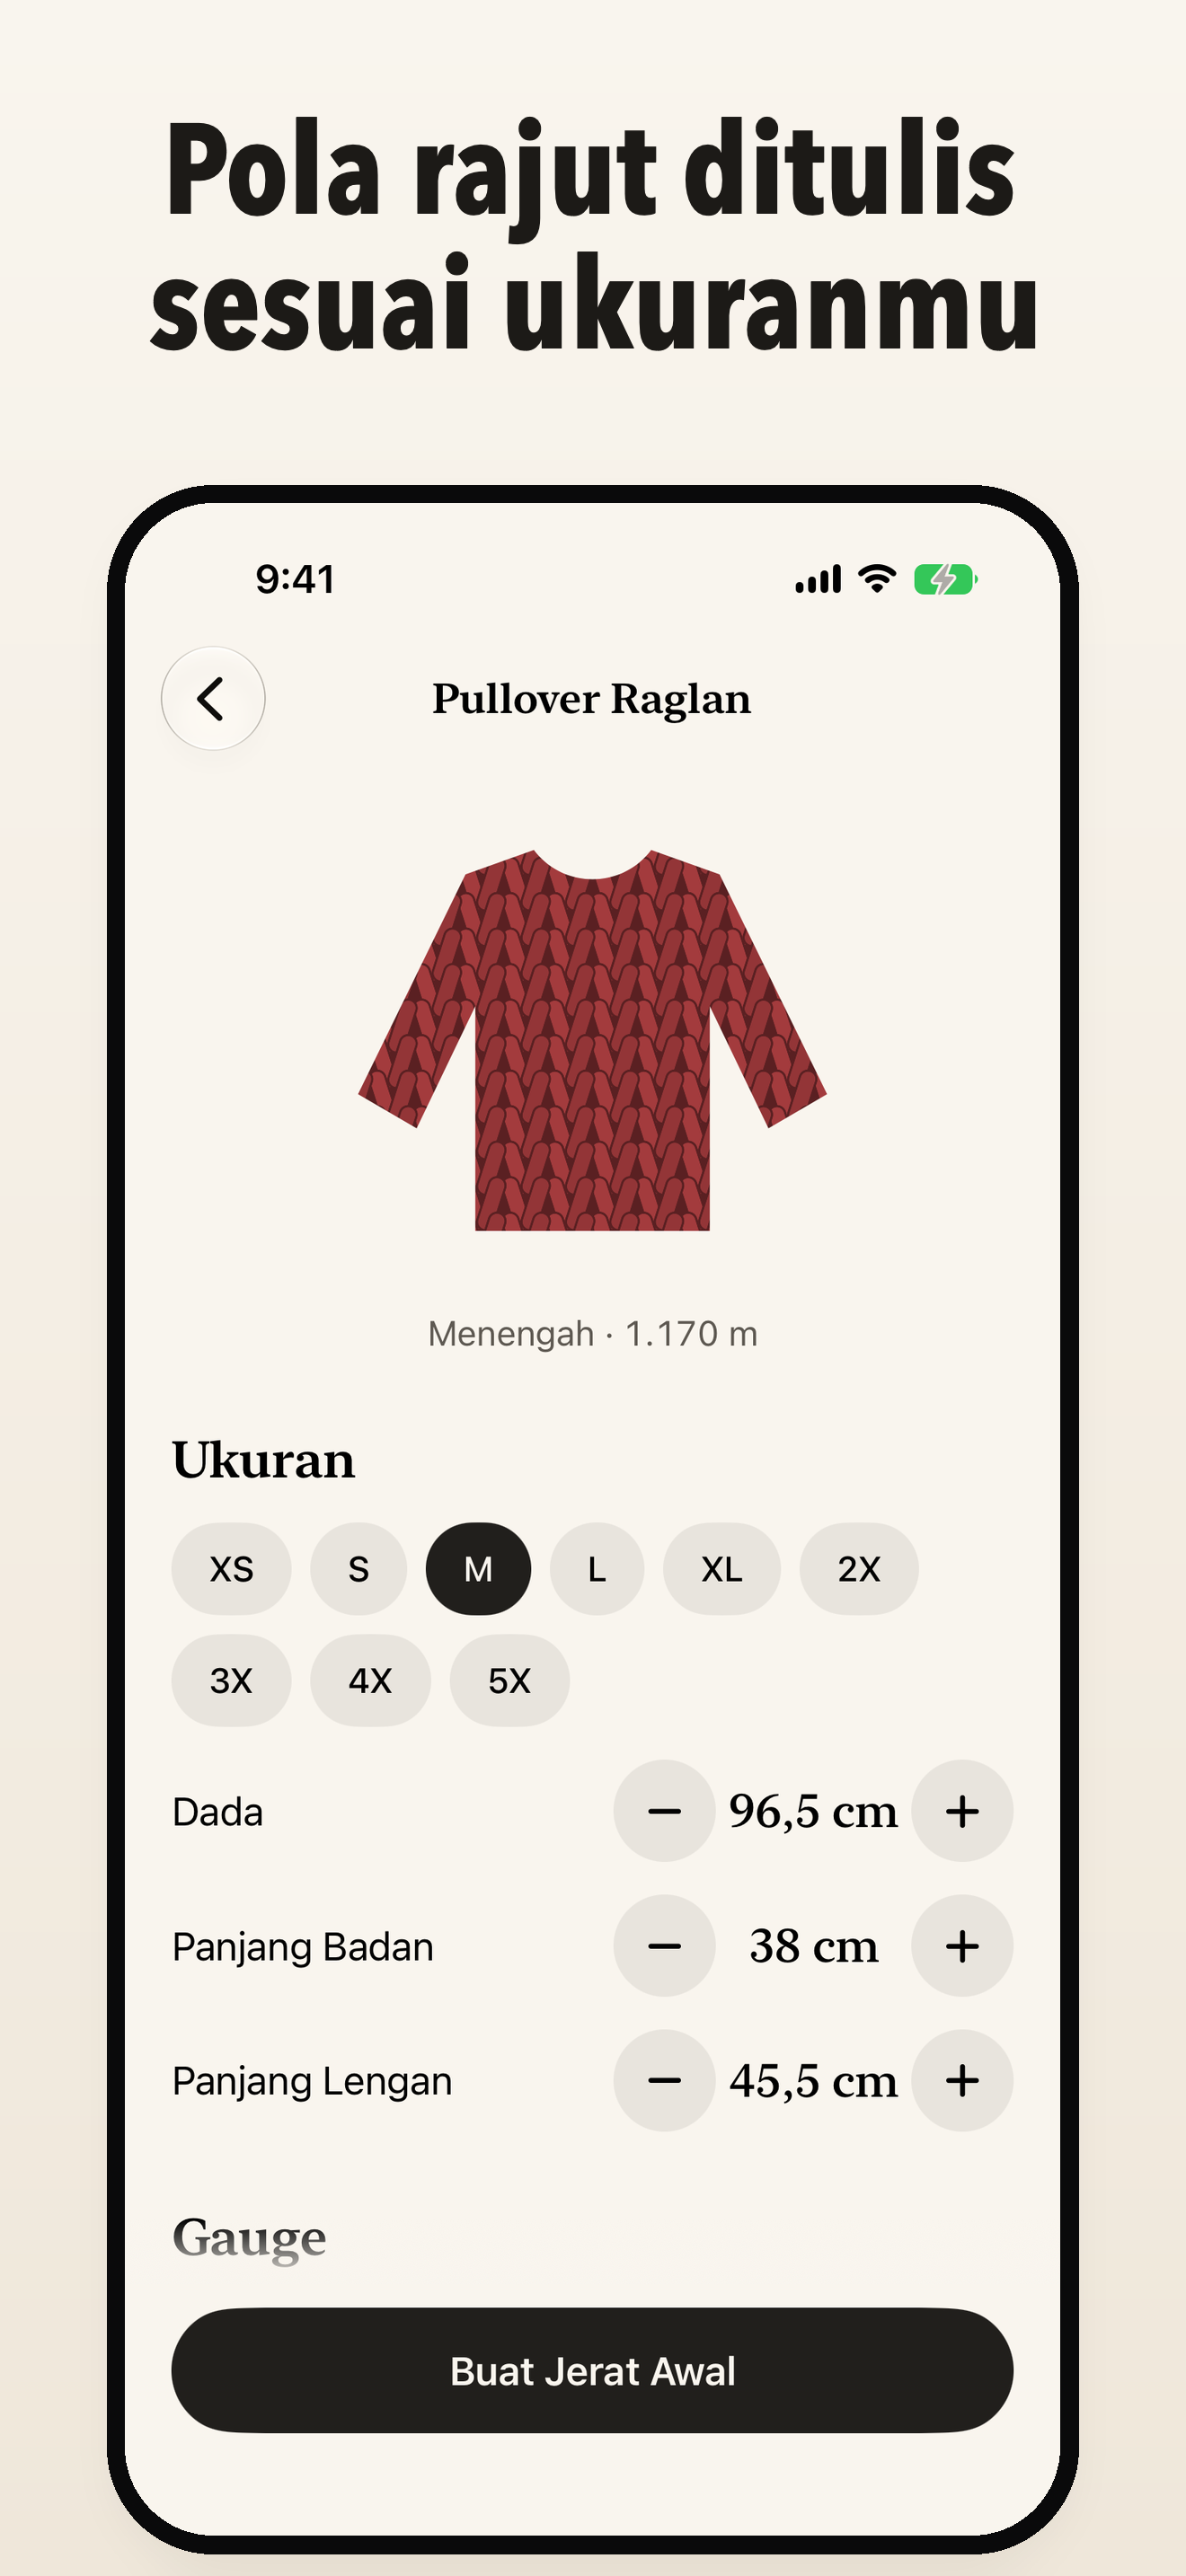 Pola rajut ditulis
sesuai ukuranmu
9:41
Pullover Raglan
Menengah · 1.170 m
Ukuran
XS S M L XL 2X
3X 4X 5X
Dada − 96,5 cm +
Panjang Badan − 38 cm +
Panjang Lengan − 45,5 cm +
Gauge
Buat Jerat Awal